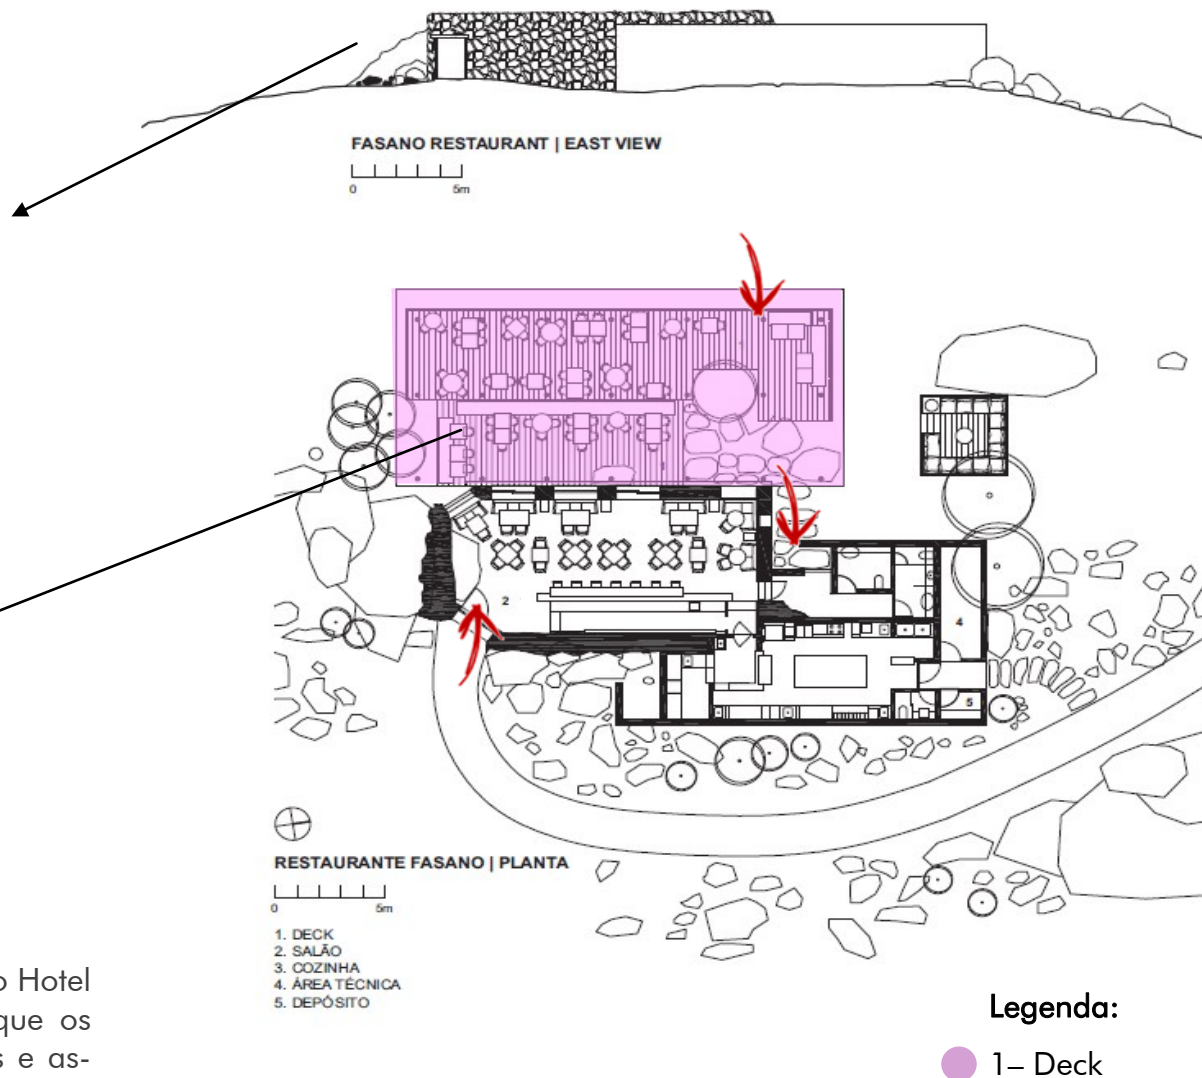 FASANO RESTAURANT | EAST VIEW
0 5m
2
4
5
RESTAURANTE FASANO | PLANTA
0 5m
1. DECK
2. SALÃO
3. COZINHA
4. ÁREA TÉCNICA
5. DEPÓSITO
o Hotel
que os
s e as-
Legenda:
1– Deck